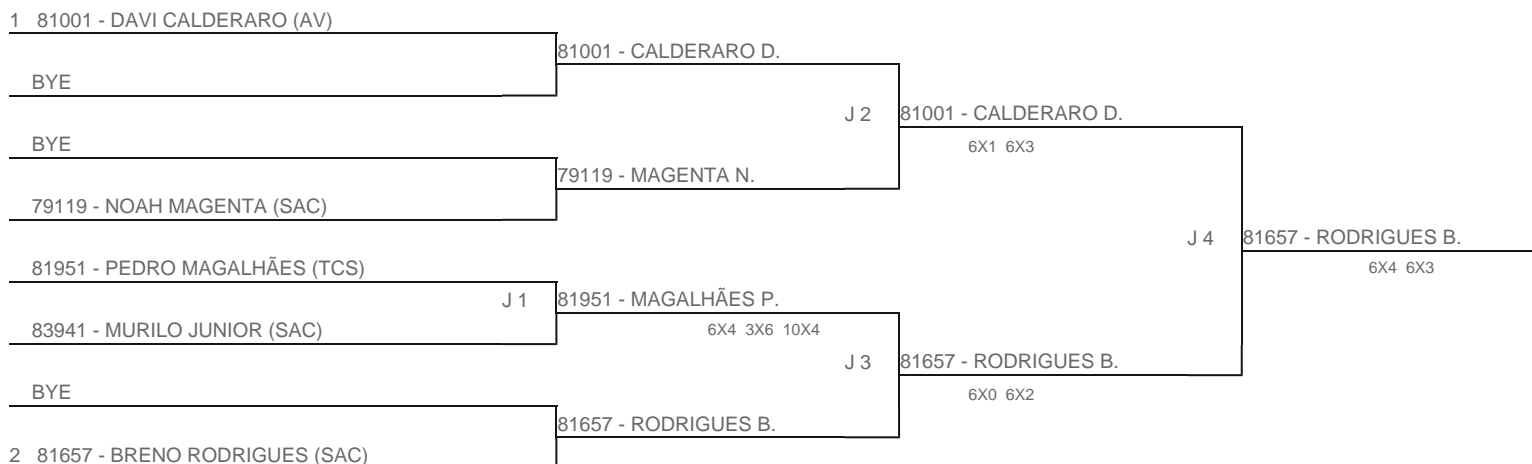 1 81001 - DAVI CALDERARO (AV)
81001 - CALDERARO D.
BYE
J 2 81001 - CALDERARO D.
BYE
6X1 6X3
79119 - MAGENTA N.
79119 - NOAH MAGENTA (SAC)
J 4 81657 - RODRIGUES B.
81951 - PEDRO MAGALHÃES (TCS)
6X4 6X3
J 1 81951 - MAGALHÃES P.
83941 - MURILO JUNIOR (SAC)
6X4 3X6 10X4
J 3 81657 - RODRIGUES B.
BYE
6X0 6X2
81657 - RODRIGUES B.
2 81657 - BRENO RODRIGUES (SAC)